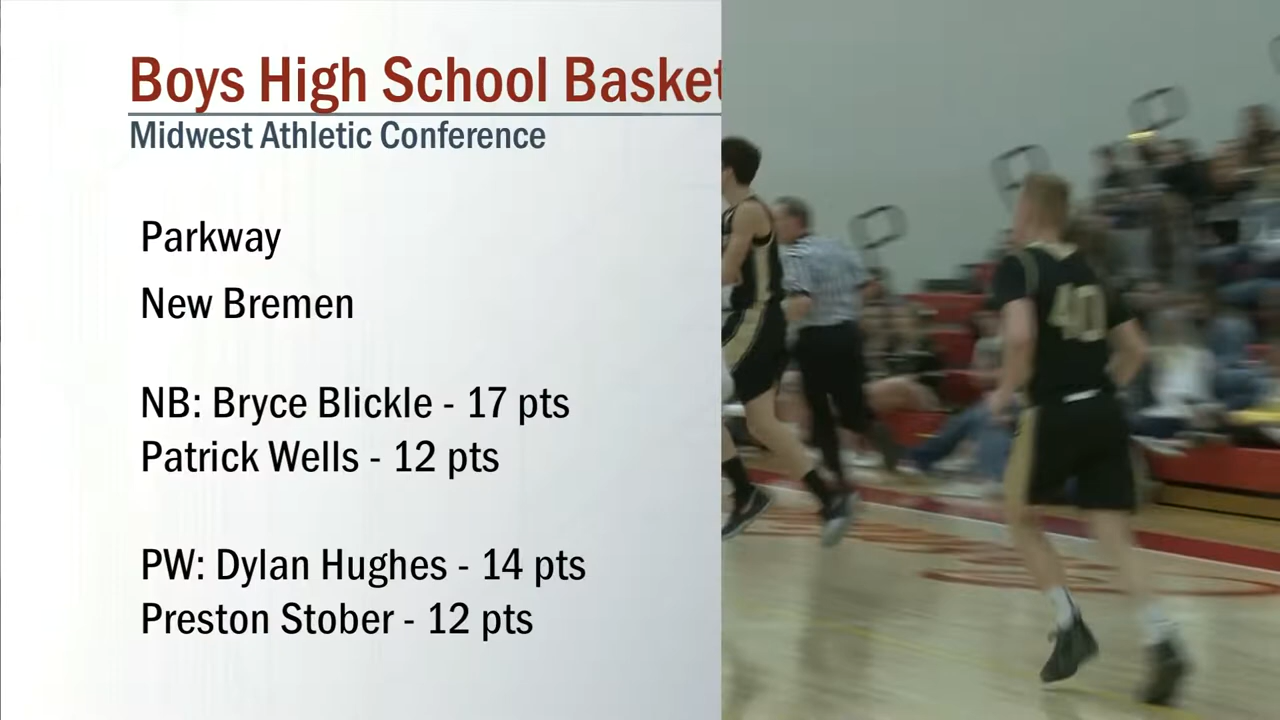 Boys High School Basket
Midwest Athletic Conference
Parkway
New Bremen
NB: Bryce Blickle - 17 pts
Patrick Wells - 12 pts
PW: Dylan Hughes - 14 pts
Preston Stober - 12 pts
40